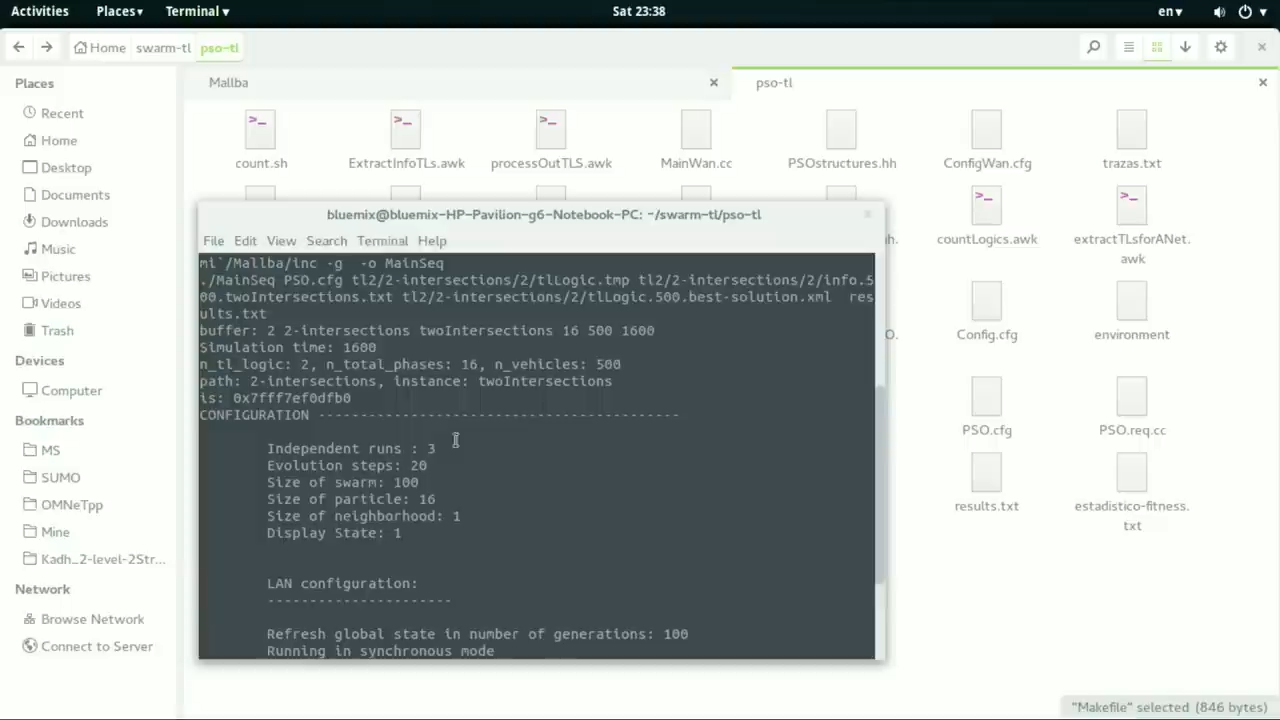 Activities Places▾ Terminal▾ Sat 23:38 en▾
Home swarm-tl pso-tl
Places
Recent
Home
Desktop
Documents
Downloads
Music
Pictures
Videos
Trash
Devices
Computer
Bookmarks
MS
SUMO
OMNeTpp
Mine
Kadh_2-level-2Str...
Network
Browse Network
Connect to Server
Mallba
pso-tl
count.sh ExtractInfoTLs.awk processOutTLS.awk MainWan.cc PSOstructures.hh ConfigWan.cfg trazas.txt
hh. countLogics.awk extractTLsforANet.
awk
O. Config.cfg environment
PSO.cfg PSO.req.cc
results.txt estadistico-fitness.
txt
bluemix@bluemix-HP-Pavilion-g6-Notebook-PC: ~/swarm-tl/pso-tl
File Edit View Search Terminal Help
mi`/Mallba/inc -g  -o MainSeq
./MainSeq PSO.cfg tl2/2-intersections/2/tlLogic.tmp tl2/2-intersections/2/info.5
00.twoIntersections.txt tl2/2-intersections/2/tlLogic.500.best-solution.xml  res
ults.txt
buffer: 2 2-intersections twoIntersections 16 500 1600
Simulation time: 1600
n_tl_logic: 2, n_total_phases: 16, n_vehicles: 500
path: 2-intersections, instance: twoIntersections
is: 0x7fff7ef0dfb0
CONFIGURATION -------------------------------------------
Independent runs : 3
Evolution steps: 20
Size of swarm: 100
Size of particle: 16
Size of neighborhood: 1
Display State: 1
LAN configuration:
----------------------
Refresh global state in number of generations: 100
Running in synchronous mode
"Makefile" selected (846 bytes)